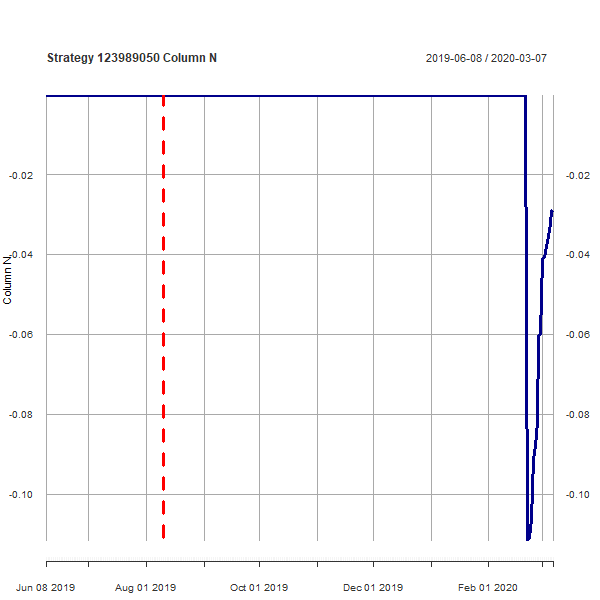 Strategy 123989050 Column N
2019-06-08 / 2020-03-07
-0.02
-0.04
-0.06
-0.08
-0.10
Column N
-0.02
-0.04
-0.06
-0.08
-0.10
Jun 08 2019
Aug 01 2019
Oct 01 2019
Dec 01 2019
Feb 01 2020